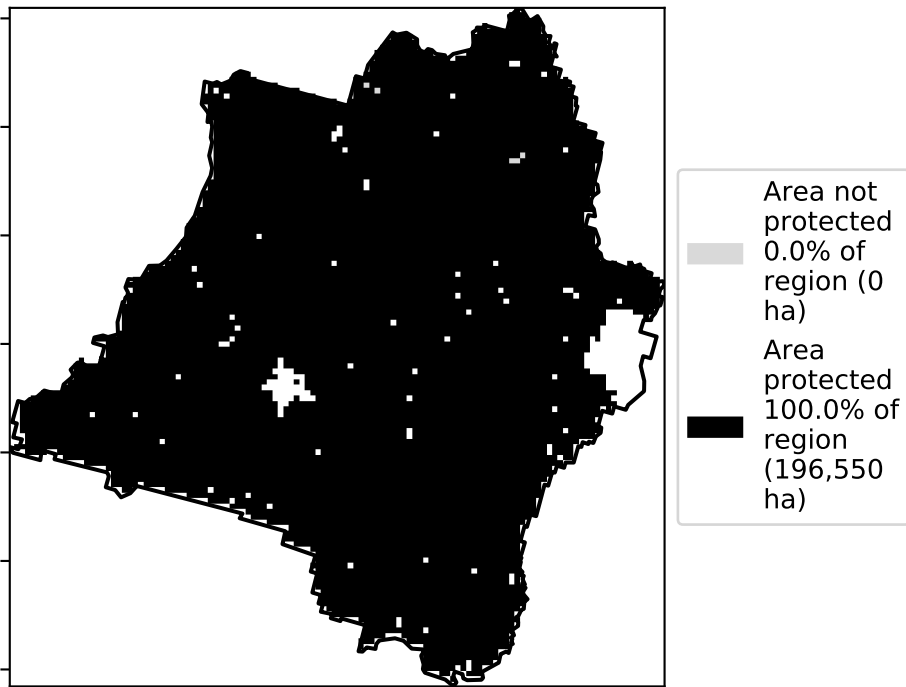 Area not
protected
0.0% of
region (0
ha)
Area
protected
100.0% of
region
(196,550
ha)